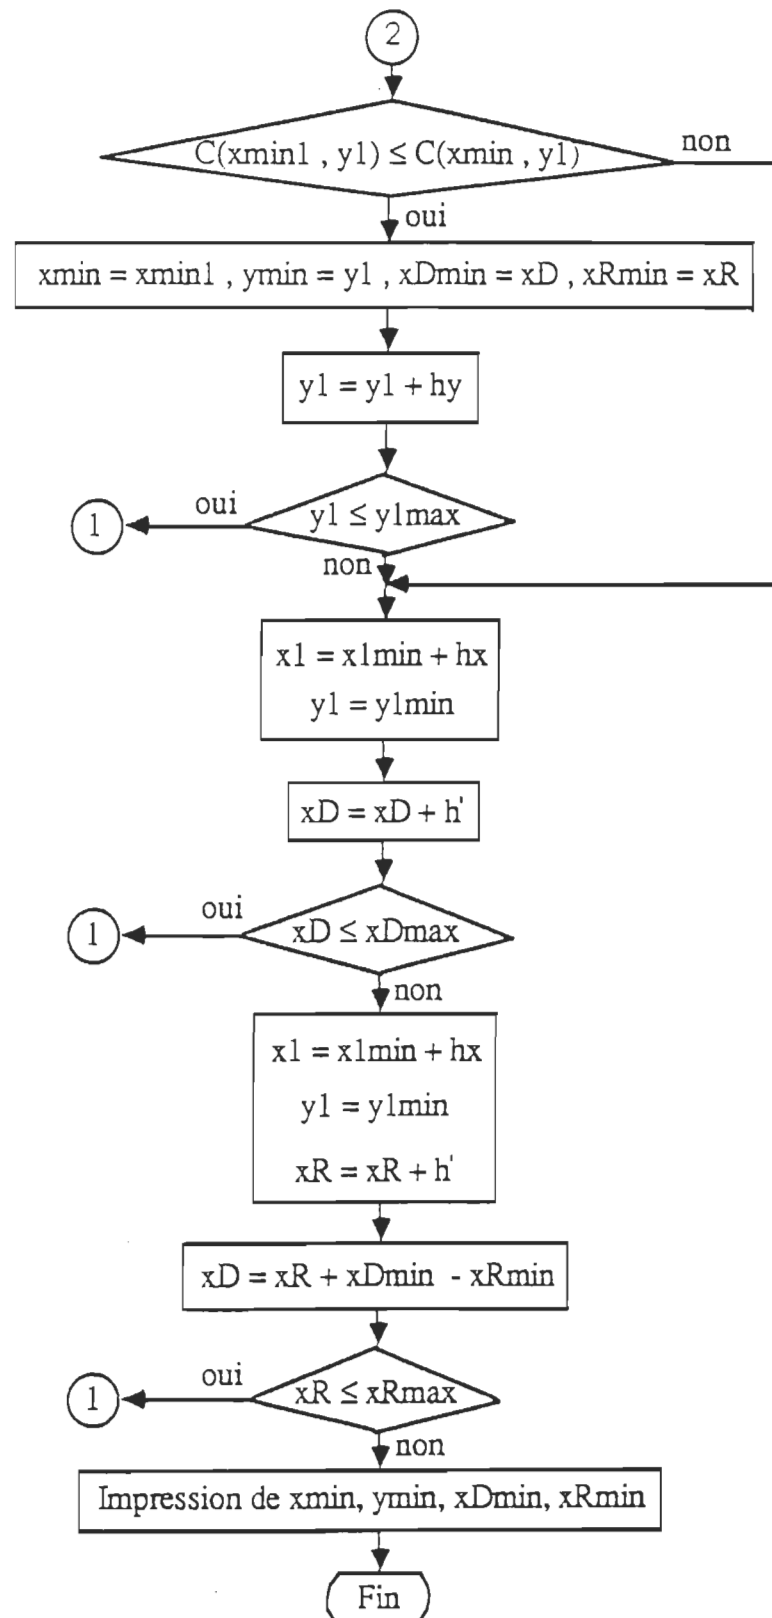 2
C(xmin1 , y1) ≤ C(xmin , y1)
non
oui
xmin = xmin1 , ymin = y1 , xDmin = xD , xRmin = xR
y1 = y1 + hy
oui
1
y1 ≤ y1max
non
x1 = x1min + hx
y1 = y1min
xD = xD + h'
oui
1
xD ≤ xDmax
non
x1 = x1min + hx
y1 = y1min
xR = xR + h'
xD = xR + xDmin - xRmin
oui
1
xR ≤ xRmax
non
Impression de xmin, ymin, xDmin, xRmin
Fin